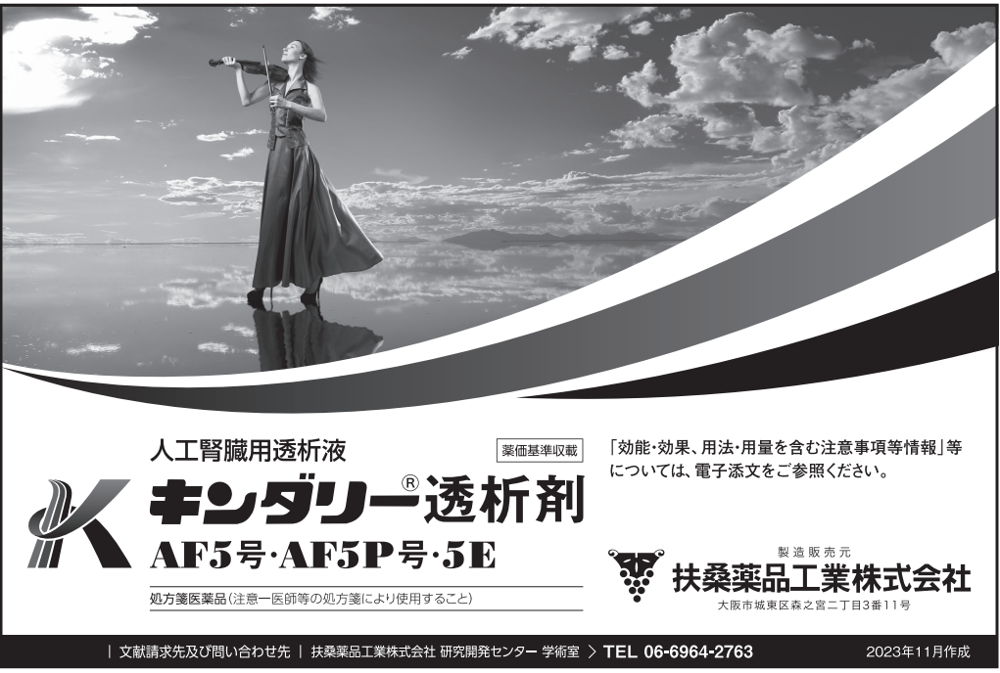 人工腎臓用透析液
薬価基準収載
キンダリー®透析剤
AF5号・AF5P号・5E
処方箋医薬品(注意―医師等の処方箋により使用すること)
「効能・効果、用法・用量を含む注意事項等情報」等
については、電子添文をご参照ください。
製造販売元
扶桑薬品工業株式会社
大阪市城東区森之宮二丁目3番11号
| 文献請求先及び問い合わせ先 | 扶桑薬品工業株式会社 研究開発センター 学術室 > TEL 06-6964-2763
2023年11月作成